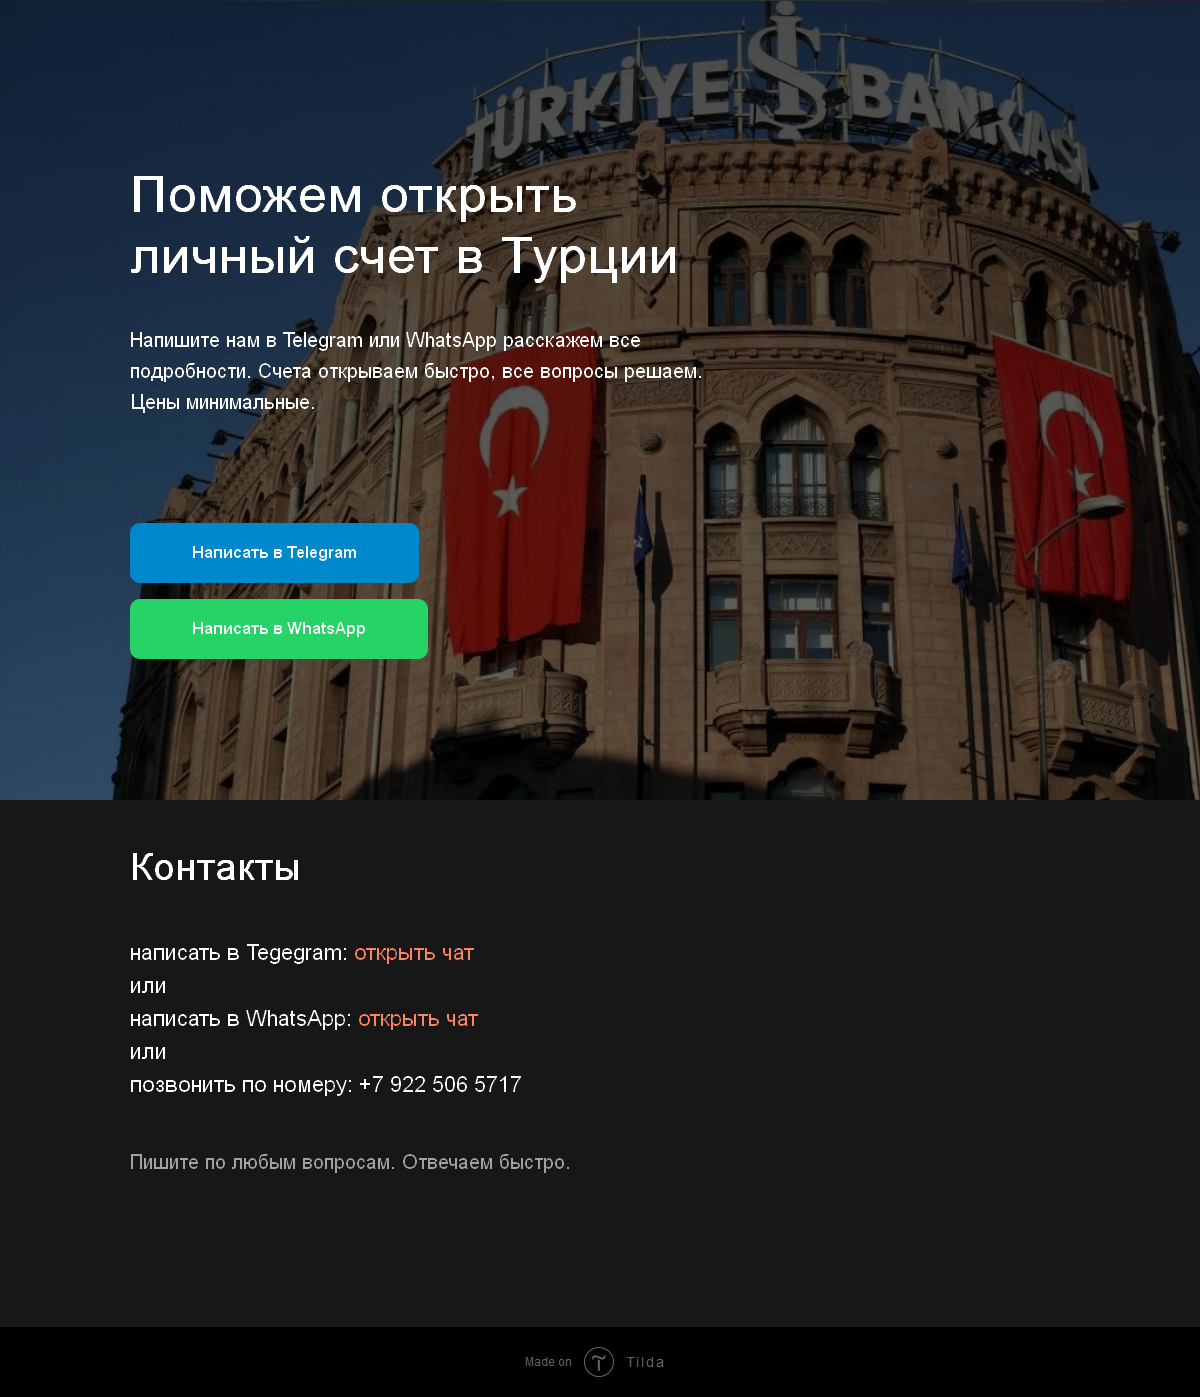 TÜRKİYE İŞ BANKASI
Поможем открыть
личный счет в Турции
Напишите нам в Telegram или WhatsApp расскажем все
подробности. Счета открываем быстро, все вопросы решаем.
Цены минимальные.
Написать в Telegram
Написать в WhatsApp
Контакты
написать в Tegegram: открыть чат
или
написать в WhatsApp: открыть чат
или
позвонить по номеру: +7 922 506 5717
Пишите по любым вопросам. Отвечаем быстро.
Made on Tilda